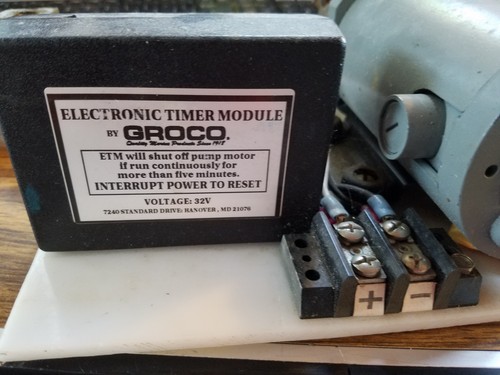 ELECTRONIC TIMER MODULE
BY GROCO.
Quality Marine Products Since 1918
ETM will shut off pump motor
if run continuously for
more than five minutes.
INTERRUPT POWER TO RESET
VOLTAGE: 32V
7240 STANDARD DRIVE: HANOVER, MD 21076
+ −